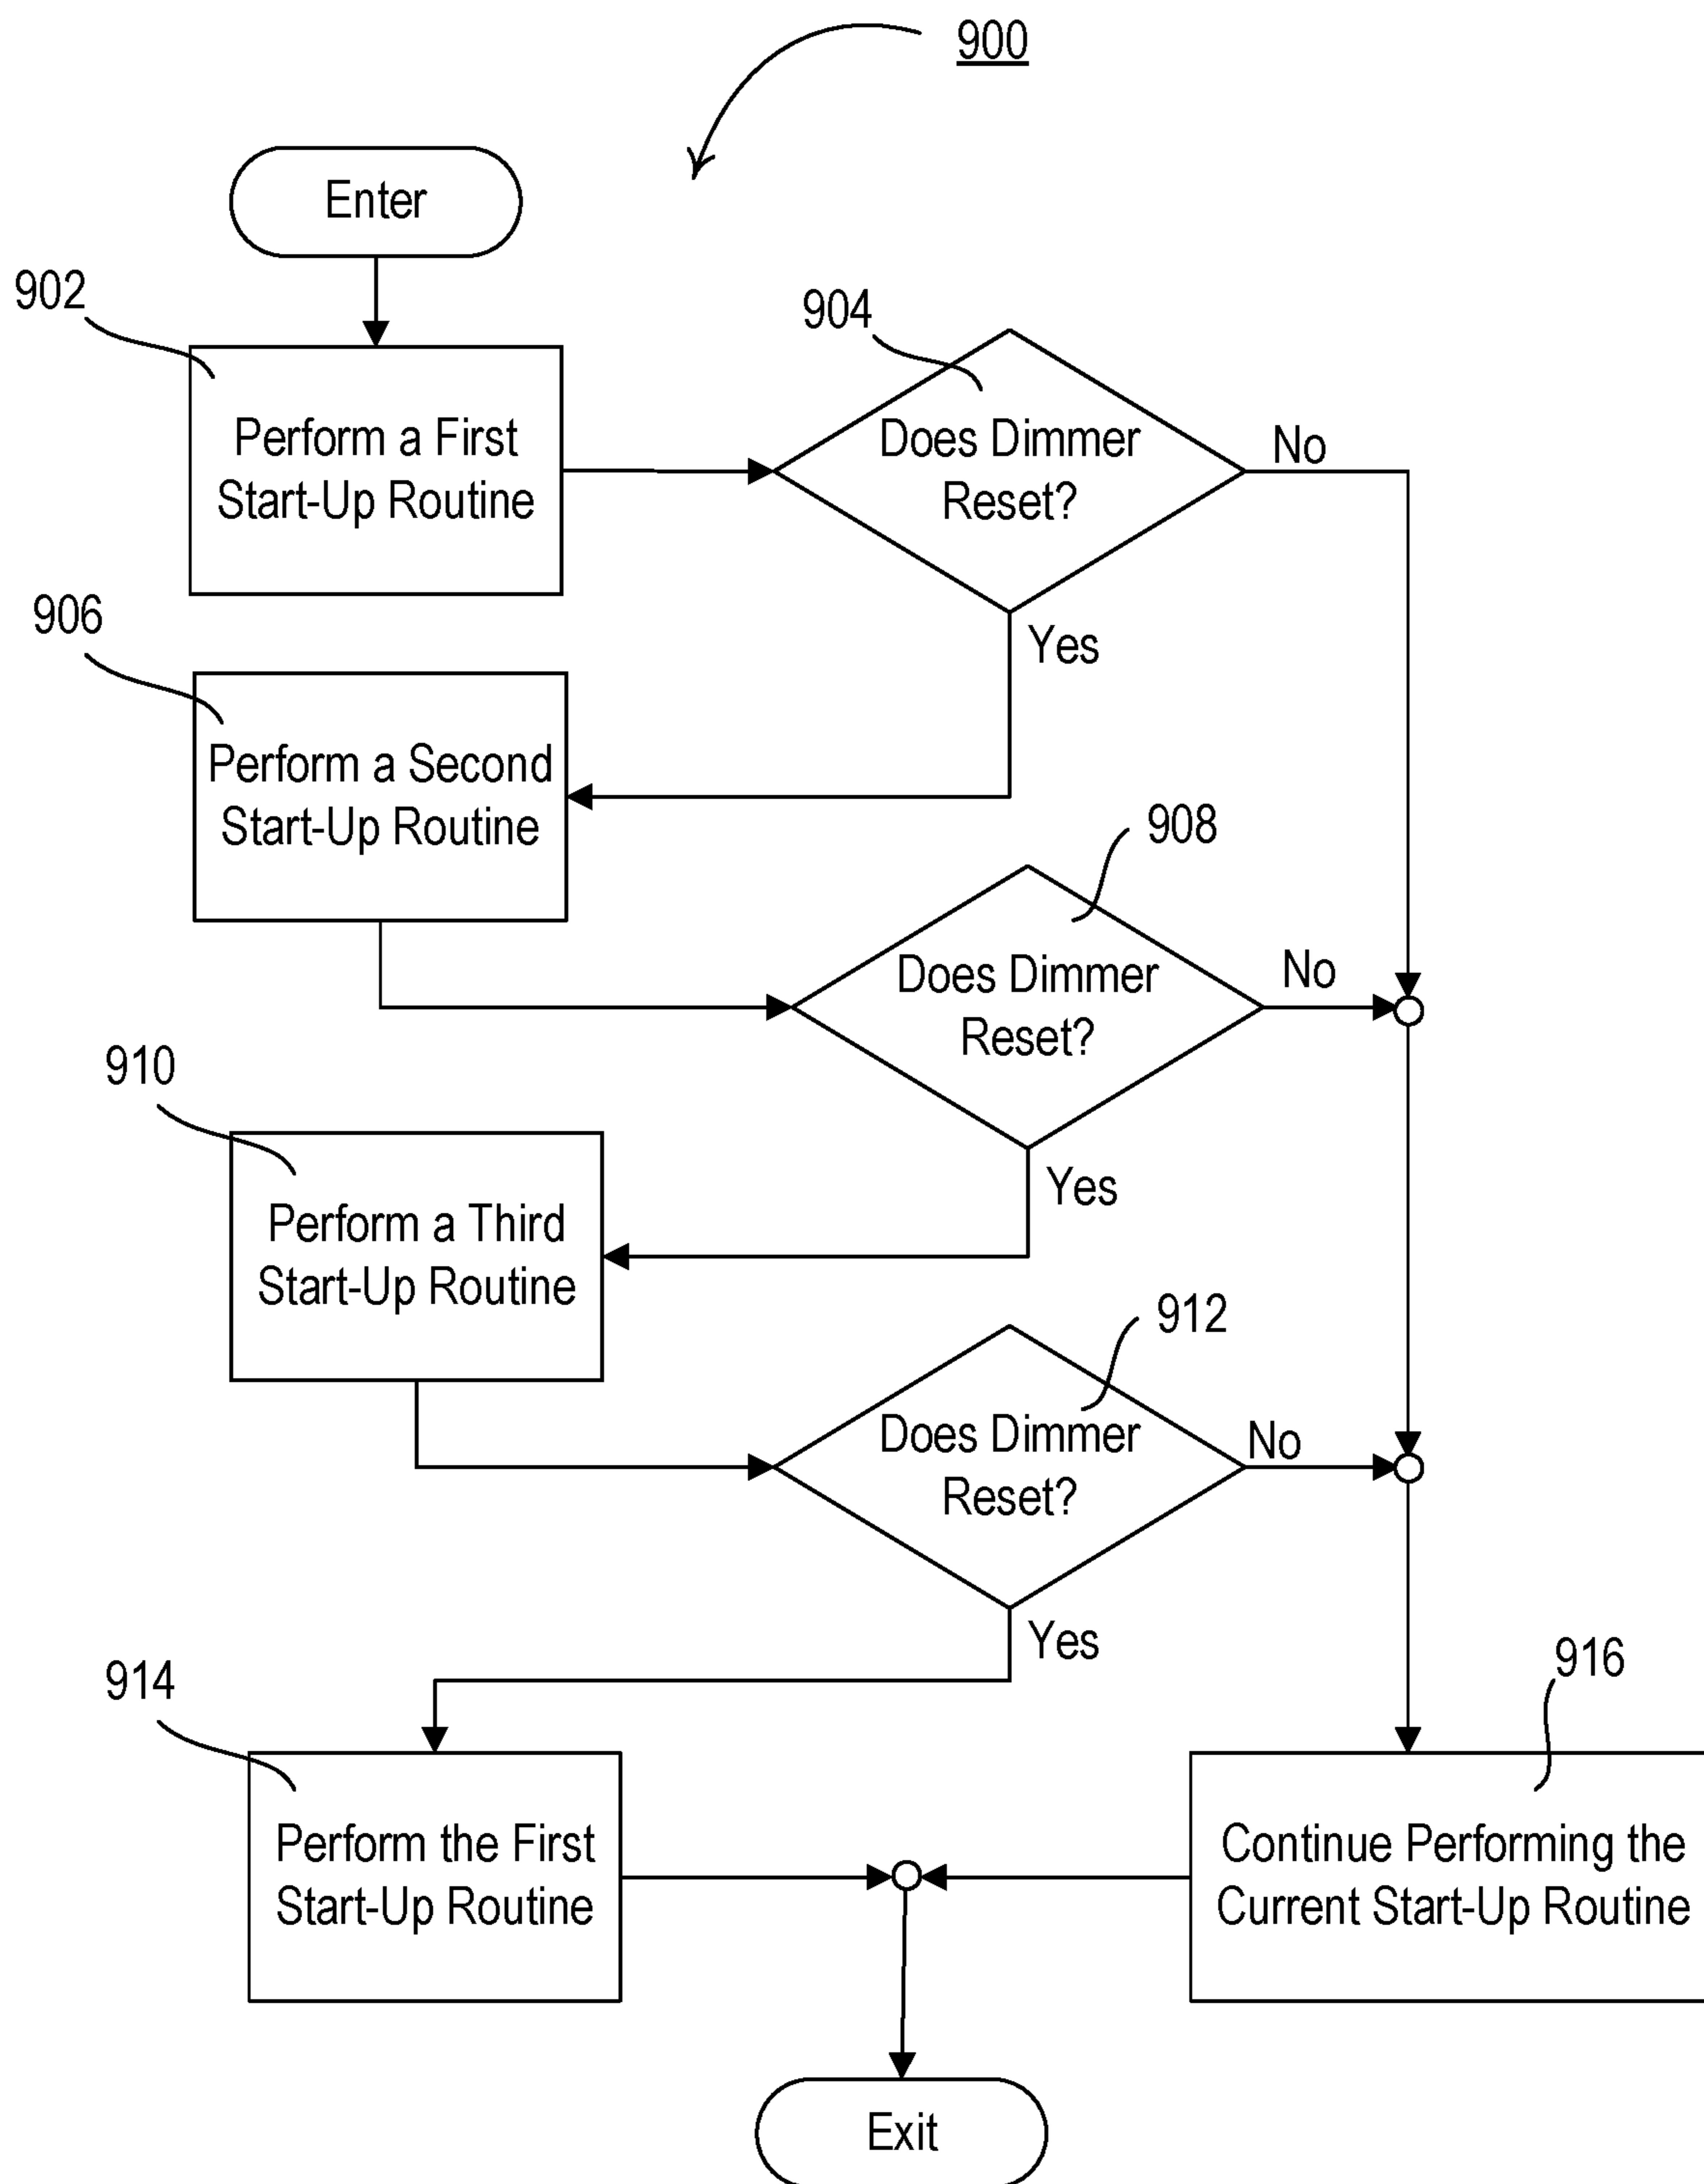 900
Enter
902
904
Perform a First
Start-Up Routine
Does Dimmer
Reset?
No
Yes
906
Perform a Second
Start-Up Routine
908
Does Dimmer
Reset?
No
Yes
910
Perform a Third
Start-Up Routine
912
Does Dimmer
Reset?
No
Yes
914
916
Perform the First
Start-Up Routine
Continue Performing the
Current Start-Up Routine
Exit